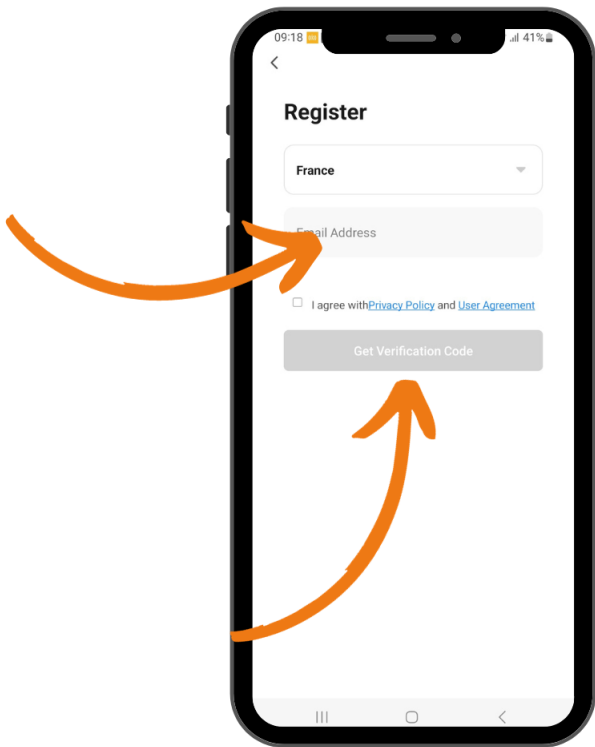 09:18 41%
Register
France
Email Address
I agree withPrivacy Policy and User Agreement
Get Verification Code